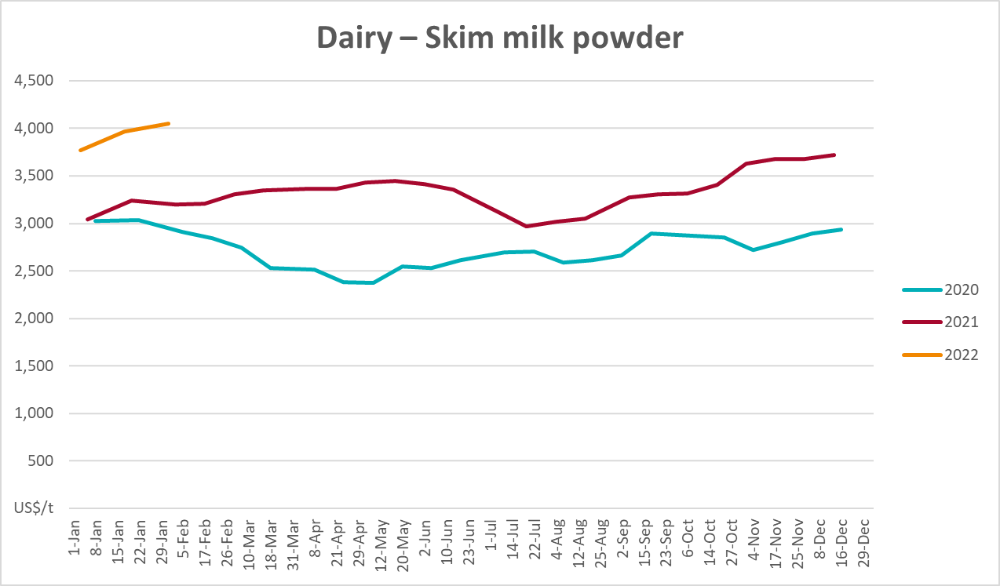 Dairy – Skim milk powder
4,500
4,000
3,500
3,000
2,500
2,000
1,500
1,000
500
US$/t
1-Jan
8-Jan
15-Jan
22-Jan
29-Jan
5-Feb
17-Feb
26-Feb
10-Mar
18-Mar
31-Mar
8-Apr
21-Apr
29-Apr
12-May
20-May
2-Jun
10-Jun
23-Jun
1-Jul
14-Jul
22-Jul
4-Aug
12-Aug
25-Aug
2-Sep
15-Sep
23-Sep
6-Oct
14-Oct
27-Oct
4-Nov
17-Nov
25-Nov
8-Dec
16-Dec
29-Dec
2020
2021
2022